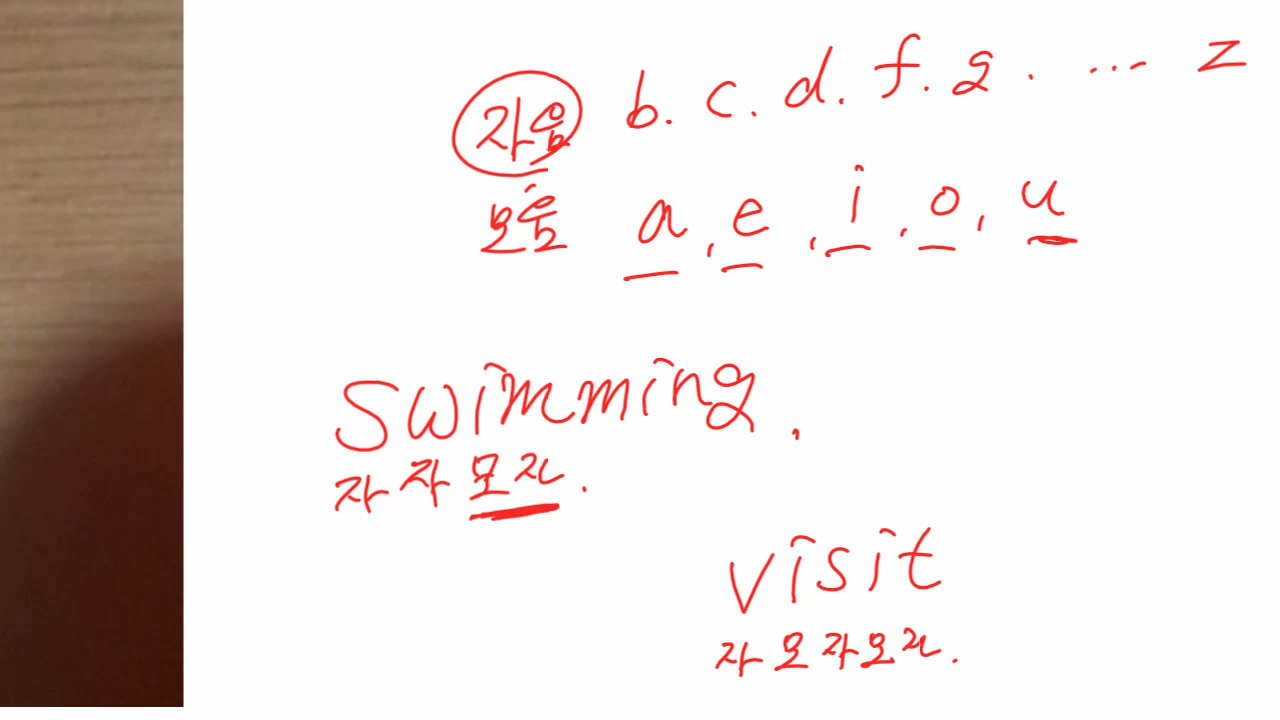 자음 b. c. d. f. g. ... z
모음 a, e, i, o, u
swimming.
자자모자.
visit
자모자모자.